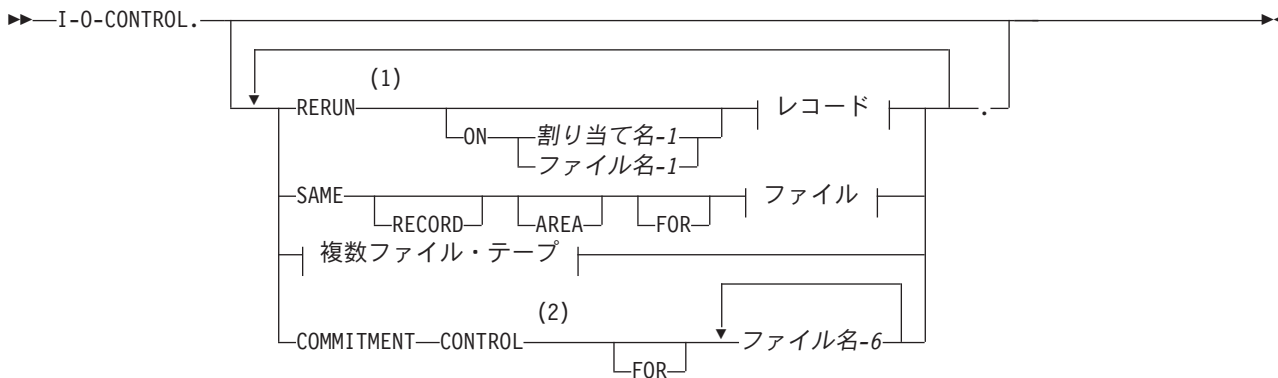 I-O-CONTROL.
(1)
RERUN レコード .
ON 割り当て名-1
ファイル名-1
SAME ファイル
RECORD AREA FOR
複数ファイル・テープ
(2)
COMMITMENT CONTROL ファイル名-6
FOR